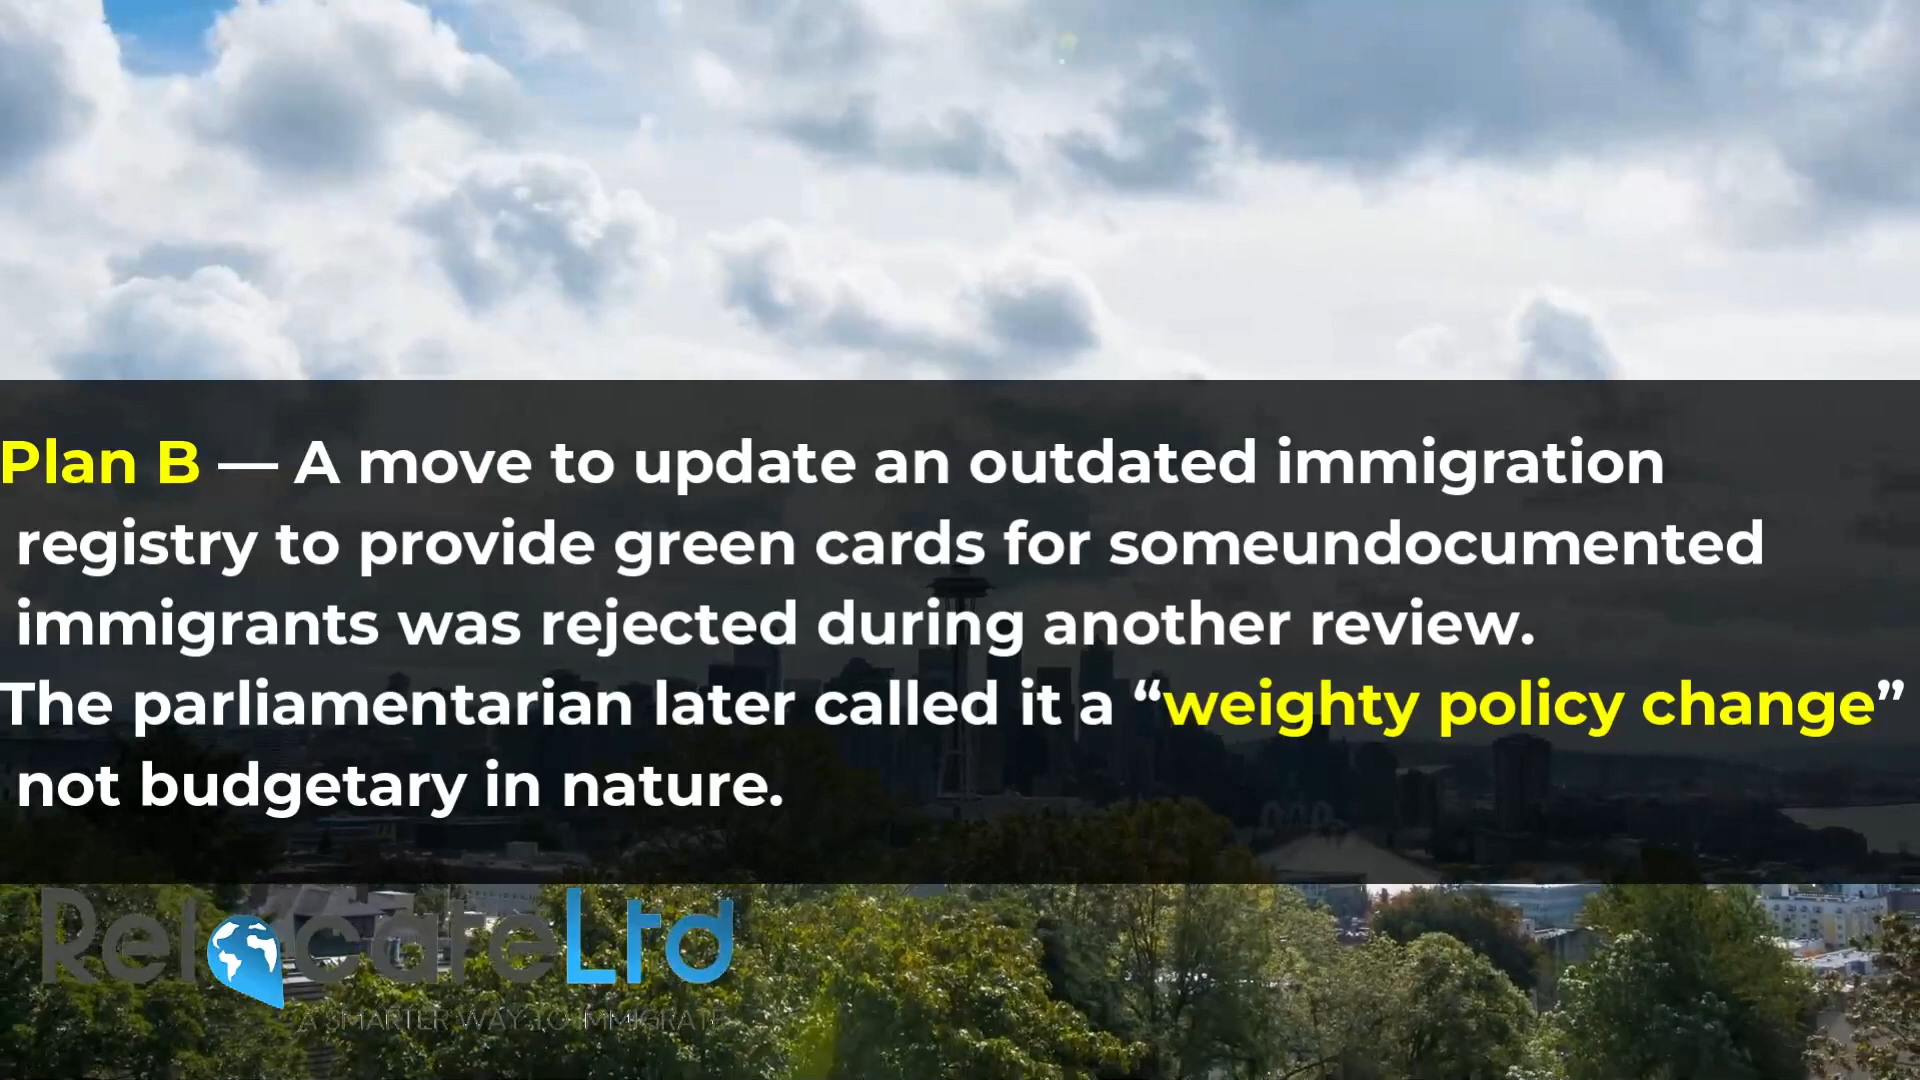 Plan B — A move to update an outdated immigration
registry to provide green cards for someundocumented
immigrants was rejected during another review.
The parliamentarian later called it a “weighty policy change”
not budgetary in nature.
RelocateLtd
A SMARTER WAY TO IMMIGRATE